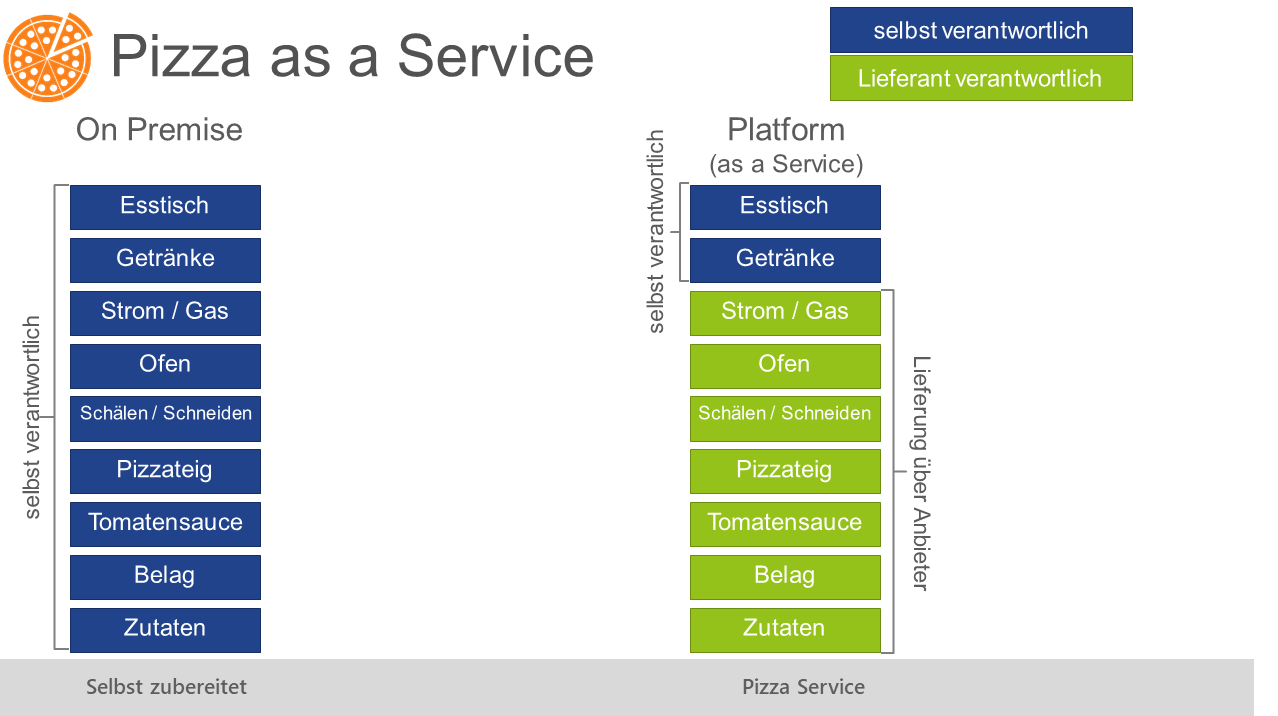 Pizza as a Service
selbst verantwortlich
Lieferant verantwortlich
On Premise
selbst verantwortlich
Esstisch
Getränke
Strom / Gas
Ofen
Schälen / Schneiden
Pizzateig
Tomatensauce
Belag
Zutaten
Selbst zubereitet
Platform
(as a Service)
selbst verantwortlich
Esstisch
Getränke
Strom / Gas
Ofen
Schälen / Schneiden
Pizzateig
Tomatensauce
Belag
Zutaten
Lieferung über Anbieter
Pizza Service